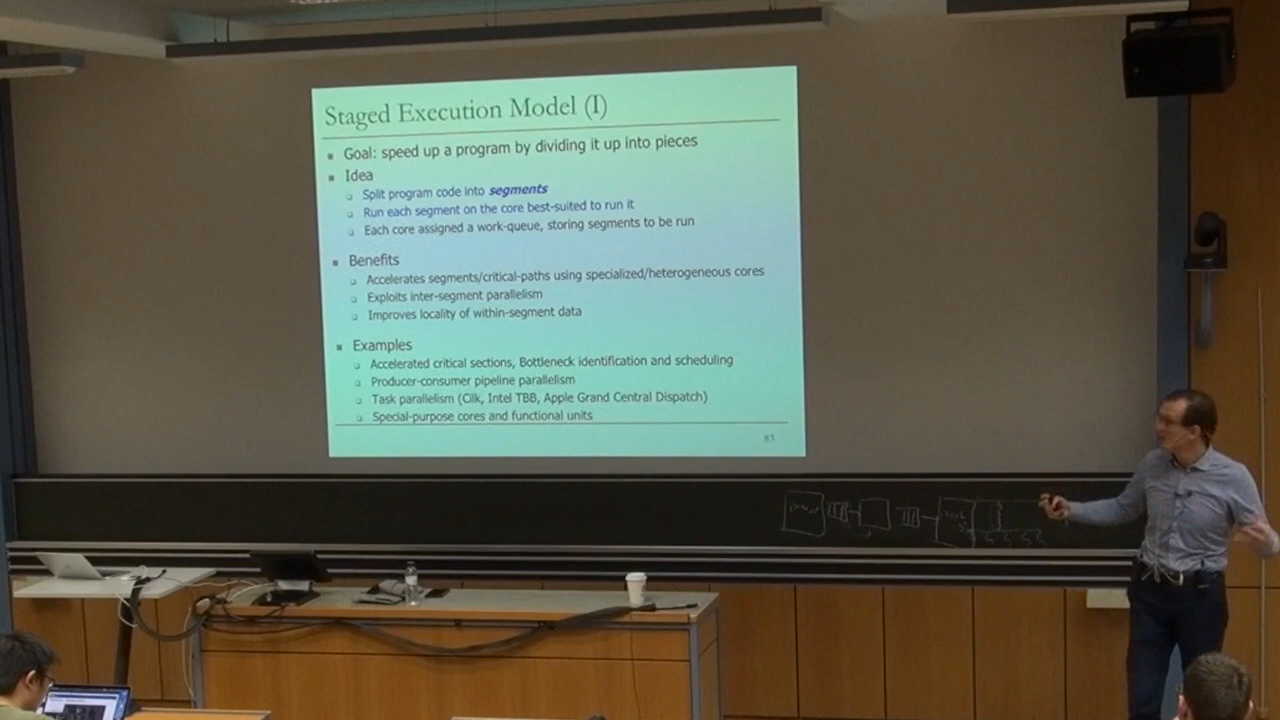 Staged Execution Model (I)
Goal: speed up a program by dividing it up into pieces
Idea
Split program code into segments
Run each segment on the core best-suited to run it
Each core assigned a work-queue, storing segments to be run
Benefits
Accelerates segments/critical-paths using specialized/heterogeneous cores
Exploits inter-segment parallelism
Improves locality of within-segment data
Examples
Accelerated critical sections, Bottleneck identification and scheduling
Producer-consumer pipeline parallelism
Task parallelism (Cilk, Intel TBB, Apple Grand Central Dispatch)
Special-purpose cores and functional units
83